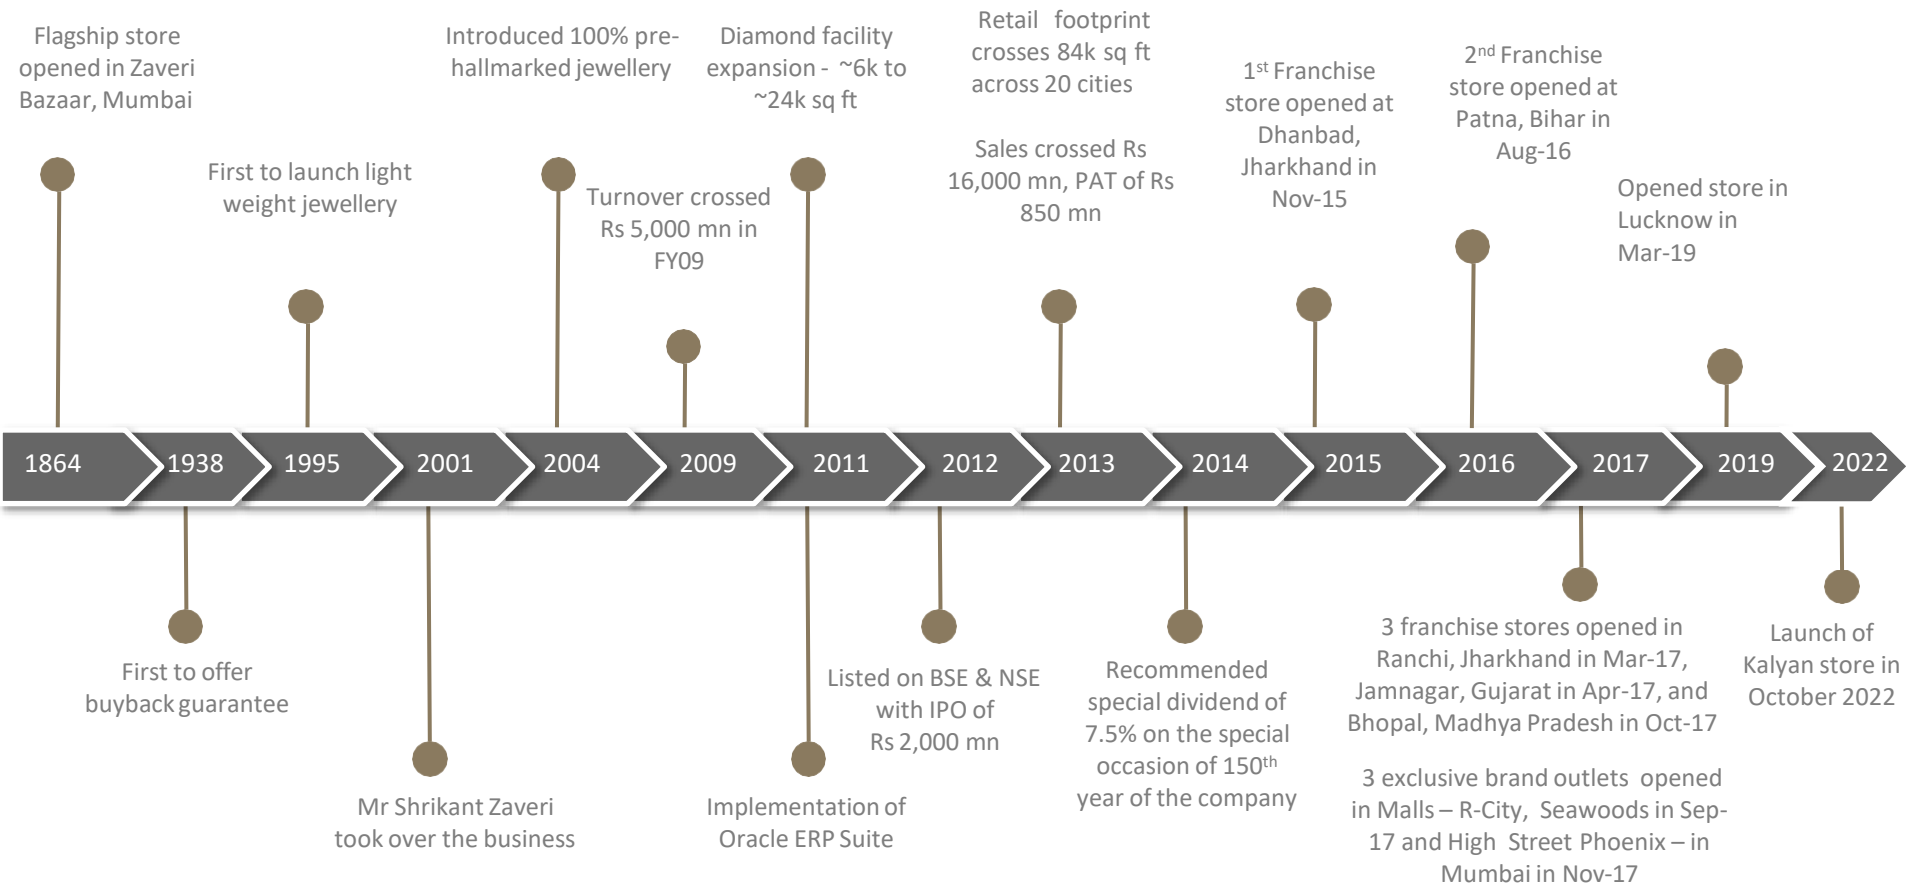 Flagship store
opened in Zaveri
Bazaar, Mumbai
First to launch light
weight jewellery
Introduced 100% pre-
hallmarked jewellery
Turnover crossed
Rs 5,000 mn in
FY09
Diamond facility
expansion - ~6k to
~24k sq ft
Retail footprint
crosses 84k sq ft
across 20 cities
Sales crossed Rs
16,000 mn, PAT of Rs
850 mn
1st Franchise
store opened at
Dhanbad,
Jharkhand in
Nov-15
2nd Franchise
store opened at
Patna, Bihar in
Aug-16
Opened store in
Lucknow in
Mar-19
1864 1938 1995 2001 2004 2009 2011 2012 2013 2014 2015 2016 2017 2019 2022
First to offer
buyback guarantee
Mr Shrikant Zaveri
took over the business
Implementation of
Oracle ERP Suite
Listed on BSE & NSE
with IPO of
Rs 2,000 mn
Recommended
special dividend of
7.5% on the special
occasion of 150th
year of the company
3 franchise stores opened in
Ranchi, Jharkhand in Mar-17,
Jamnagar, Gujarat in Apr-17, and
Bhopal, Madhya Pradesh in Oct-17
3 exclusive brand outlets opened
in Malls – R-City, Seawoods in Sep-
17 and High Street Phoenix – in
Mumbai in Nov-17
Launch of
Kalyan store in
October 2022